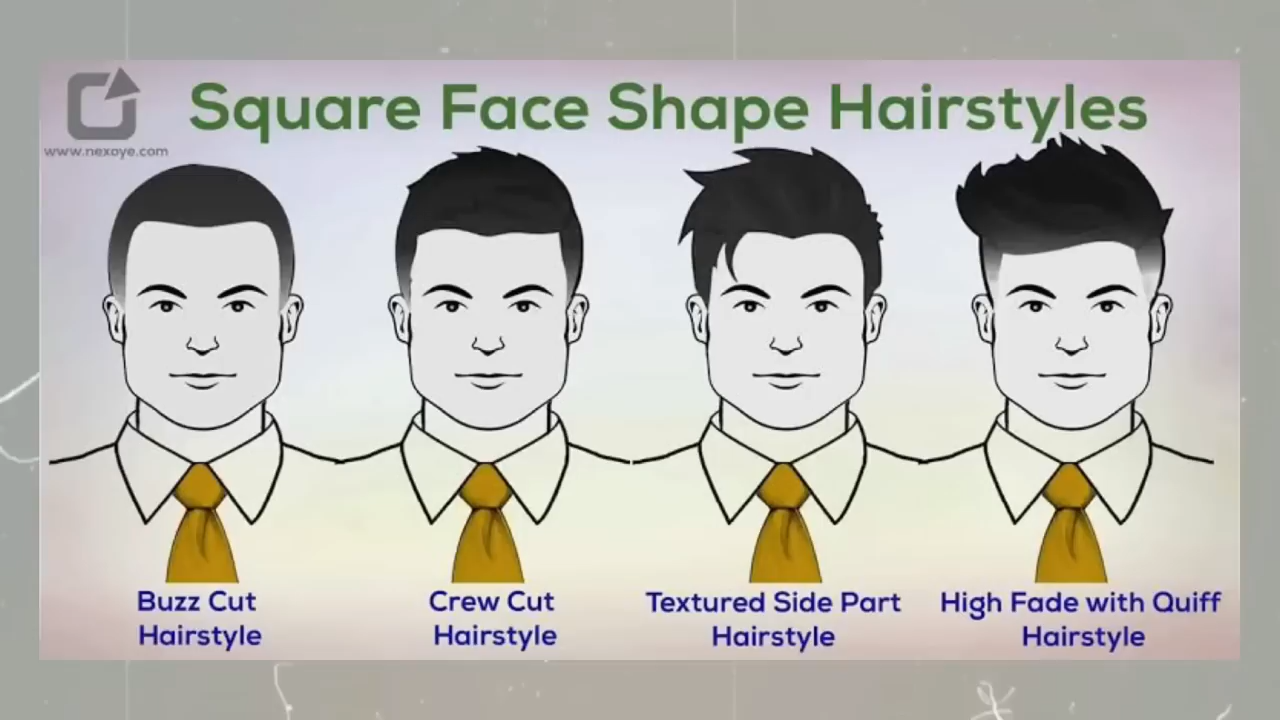 Square Face Shape Hairstyles
www.nexoye.com
Buzz Cut
Hairstyle
Crew Cut
Hairstyle
Textured Side Part
Hairstyle
High Fade with Quiff
Hairstyle